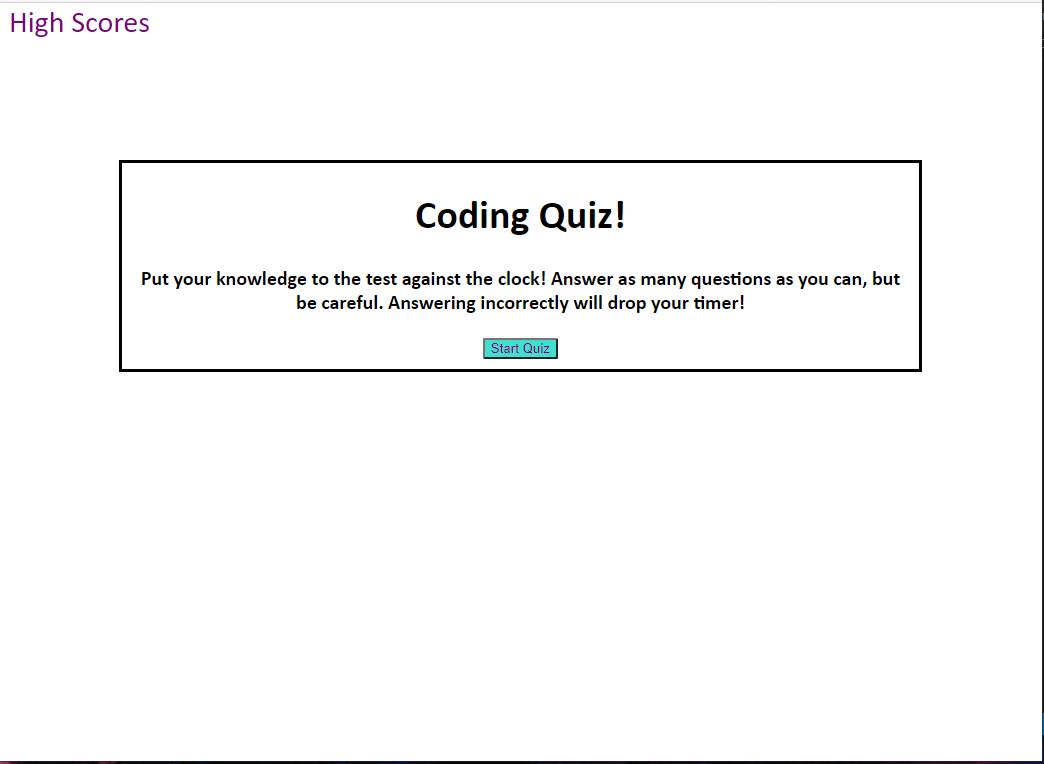 High Scores
Coding Quiz!
Put your knowledge to the test against the clock! Answer as many questions as you can, but
be careful. Answering incorrectly will drop your timer!
Start Quiz